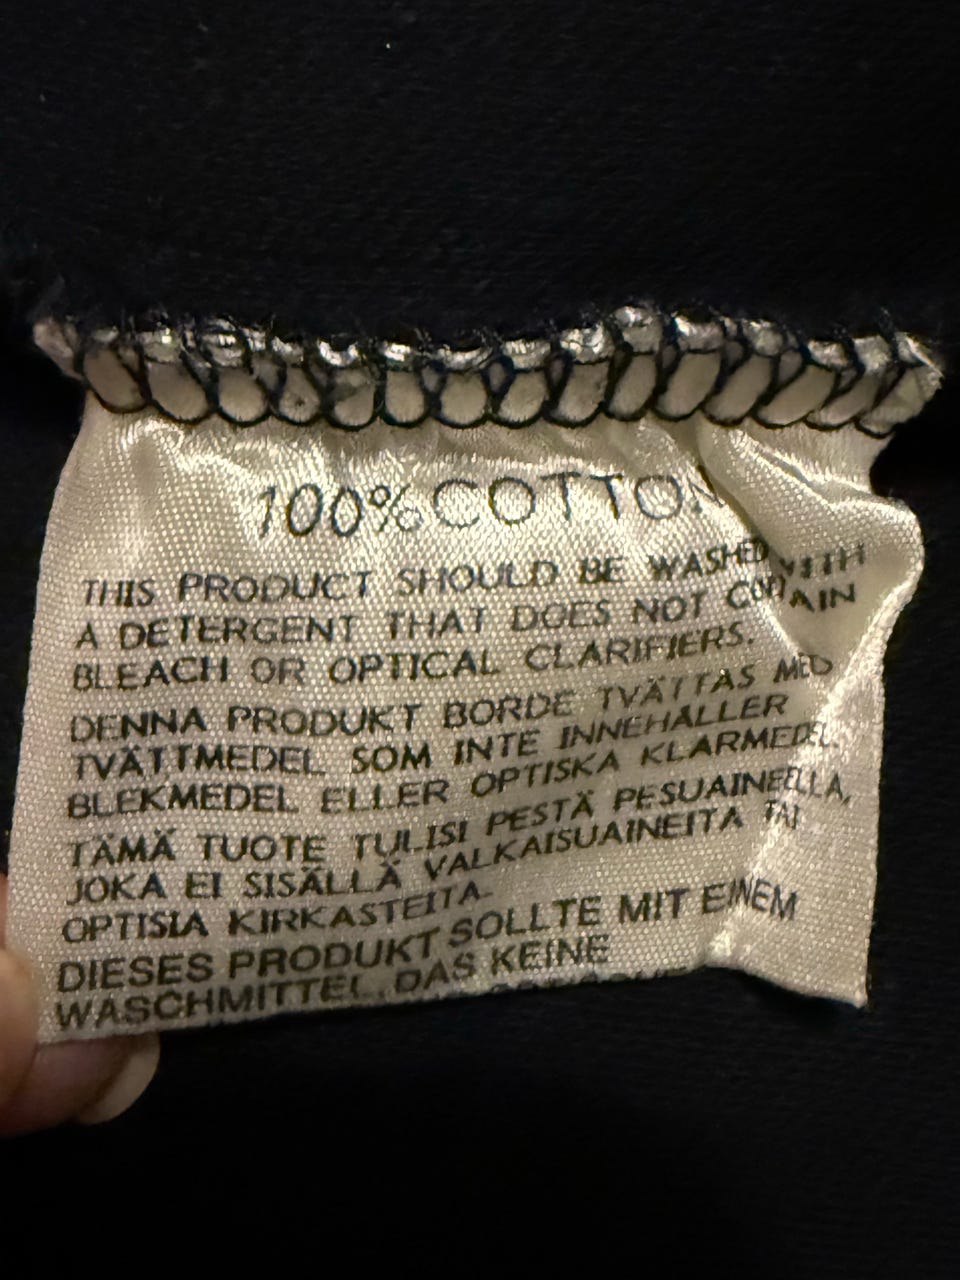 100% COTTON
THIS PRODUCT SHOULD BE WASHED WITH
A DETERGENT THAT DOES NOT CONTAIN
BLEACH OR OPTICAL CLARIFIERS.
DENNA PRODUKT BORDE TVÄTTAS MED
TVÄTTMEDEL SOM INTE INNEHALLER
BLEKMEDEL ELLER OPTISKA KLARMEDEL.
TÄMÄ TUOTE TULISI PESTÄ PESUAINEELLA,
JOKA EI SISÄLLÄ VALKAISUAINEITA TAI
OPTISIA KIRKASTEITA.
DIESES PRODUKT SOLLTE MIT EINEM
WASCHMITTEL, DAS KEINE